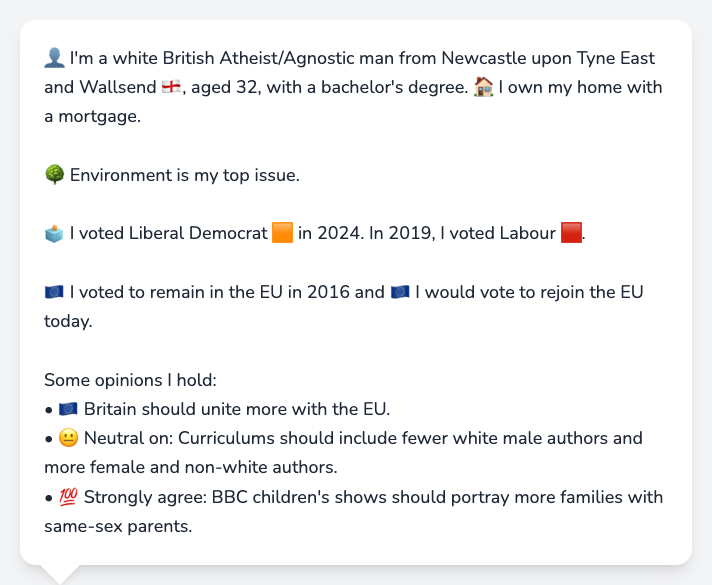 👤 I'm a white British Atheist/Agnostic man from Newcastle upon Tyne East
and Wallsend 🏴󠁧󠁢󠁥󠁮󠁧󠁿, aged 32, with a bachelor's degree. 🏠 I own my home with
a mortgage.
🌳 Environment is my top issue.
🗳️ I voted Liberal Democrat 🟧 in 2024. In 2019, I voted Labour 🟥.
🇪🇺 I voted to remain in the EU in 2016 and 🇪🇺 I would vote to rejoin the EU
today.
Some opinions I hold:
• 🇪🇺 Britain should unite more with the EU.
• 😐 Neutral on: Curriculums should include fewer white male authors and
more female and non-white authors.
• 💯 Strongly agree: BBC children's shows should portray more families with
same-sex parents.